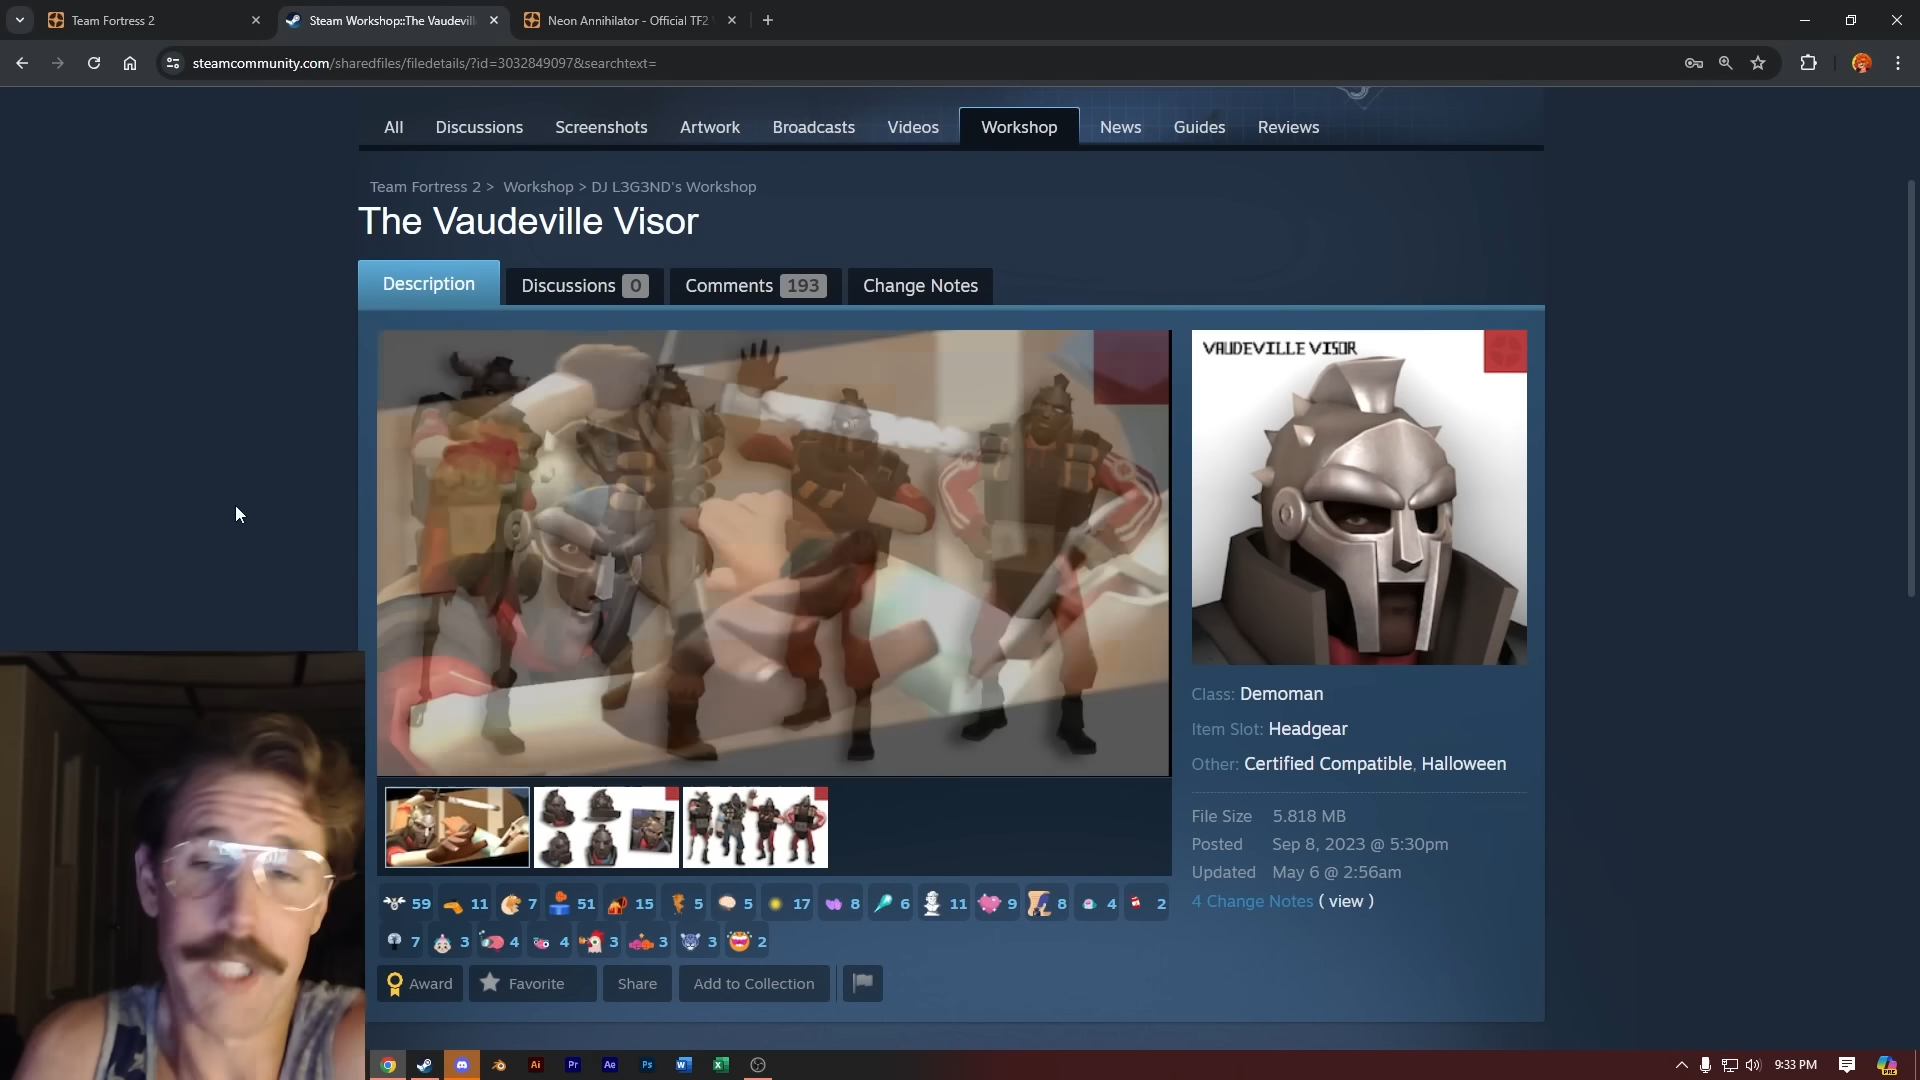 Team Fortress 2
Steam Workshop::The Vaudevill
Neon Annihilator - Official TF2
steamcommunity.com/sharedfiles/filedetails/?id=3032849097&searchtext=
All Discussions Screenshots Artwork Broadcasts Videos Workshop News Guides Reviews
Team Fortress 2 > Workshop > DJ L3G3ND's Workshop
The Vaudeville Visor
Description Discussions 0 Comments 193 Change Notes
VAUDEVILLE VISOR
Class: Demoman
Item Slot: Headgear
Other: Certified Compatible, Halloween
File Size 5.818 MB
Posted Sep 8, 2023 @ 5:30pm
Updated May 6 @ 2:56am
4 Change Notes ( view )
59 11 7 51 15 5 5 17 8 6 11 9 8 4 2
7 3 4 4 3 3 3 2
Award Favorite Share Add to Collection
Ai Pr Ae Ps W X 9:33 PM